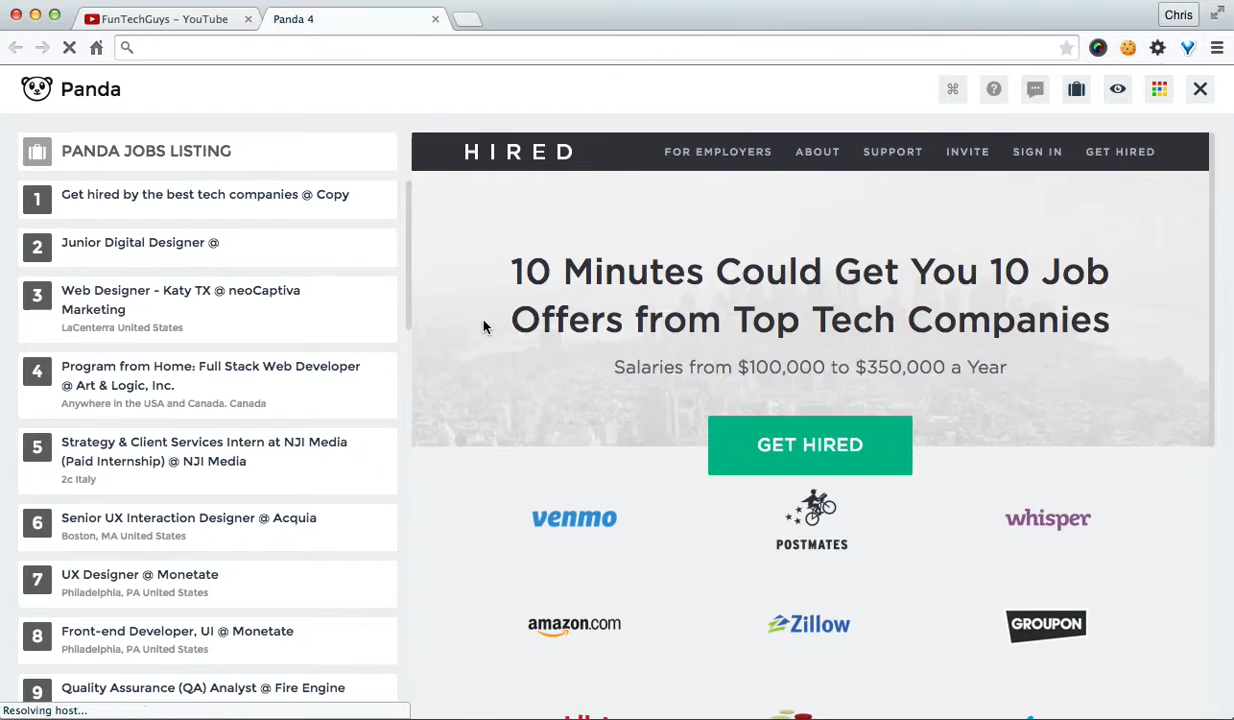 FunTechGuys – YouTube
Panda 4
Chris
Panda
PANDA JOBS LISTING
1
Get hired by the best tech companies @ Copy
2
Junior Digital Designer @
3
Web Designer - Katy TX @ neoCaptiva
Marketing
LaCenterra United States
4
Program from Home: Full Stack Web Developer
@ Art & Logic, Inc.
Anywhere in the USA and Canada. Canada
5
Strategy & Client Services Intern at NJI Media
(Paid Internship) @ NJI Media
2c Italy
6
Senior UX Interaction Designer @ Acquia
Boston, MA United States
7
UX Designer @ Monetate
Philadelphia, PA United States
8
Front-end Developer, UI @ Monetate
Philadelphia, PA United States
9
Quality Assurance (QA) Analyst @ Fire Engine
Resolving host...
HIRED
FOR EMPLOYERS ABOUT SUPPORT INVITE SIGN IN GET HIRED
10 Minutes Could Get You 10 Job
Offers from Top Tech Companies
Salaries from $100,000 to $350,000 a Year
GET HIRED
venmo
POSTMATES
whisper
amazon.com
Zillow
GROUPON